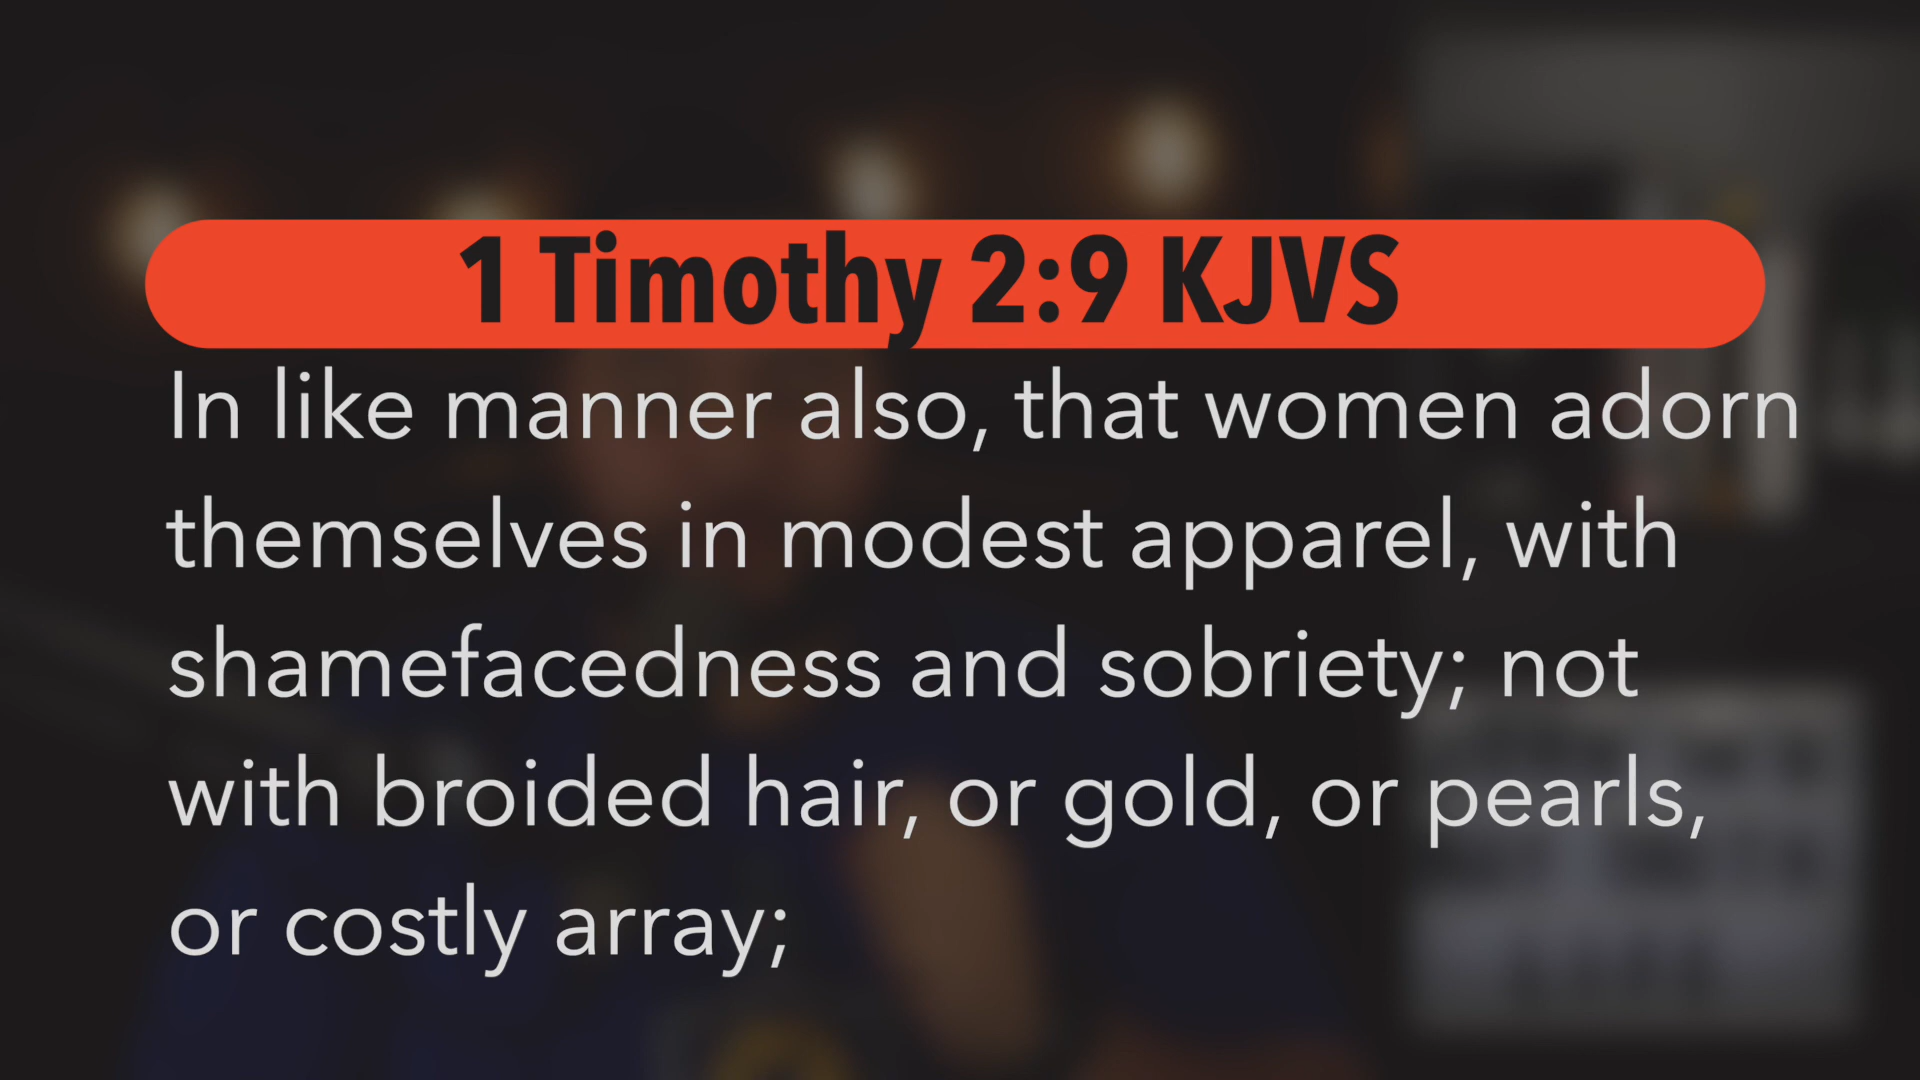 1 Timothy 2:9 KJVS
In like manner also, that women adorn
themselves in modest apparel, with
shamefacedness and sobriety; not
with broided hair, or gold, or pearls,
or costly array;